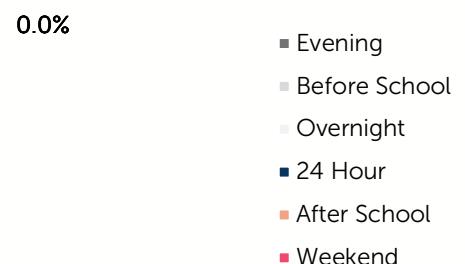 0.0%
Evening
Before School
Overnight
24 Hour
After School
Weekend